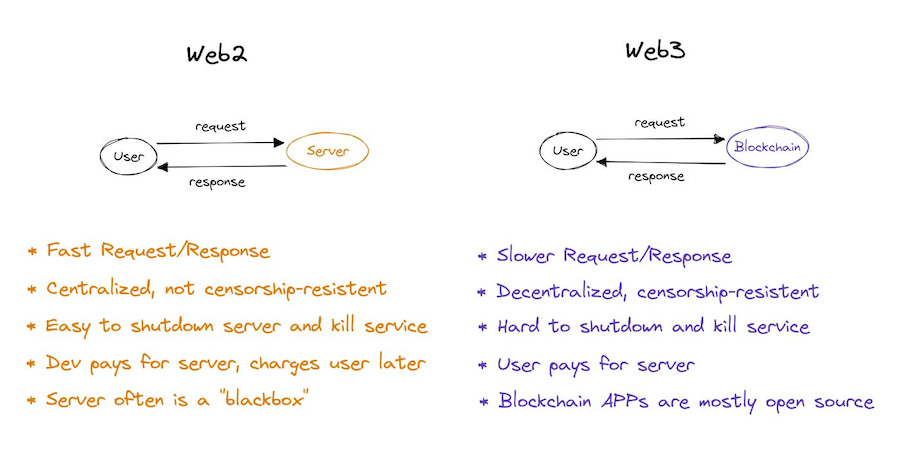 Web2
request
User
Server
response
* Fast Request/Response
* Centralized, not censorship-resistent
* Easy to shutdown server and kill service
* Dev pays for server, charges user later
* Server often is a "blackbox"
Web3
request
User
Blockchain
response
* Slower Request/Response
* Decentralized, censorship-resistent
* Hard to shutdown and kill service
* User pays for server
* Blockchain APPs are mostly open source